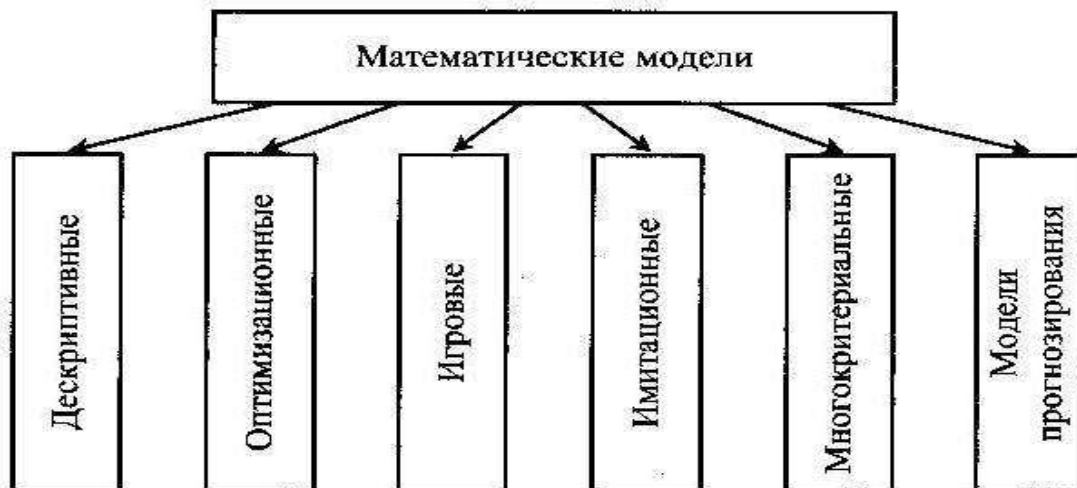 Математические модели
Дескриптивные
Оптимизационные
Игровые
Имитационные
Многокритериальные
Модели
прогнозирования